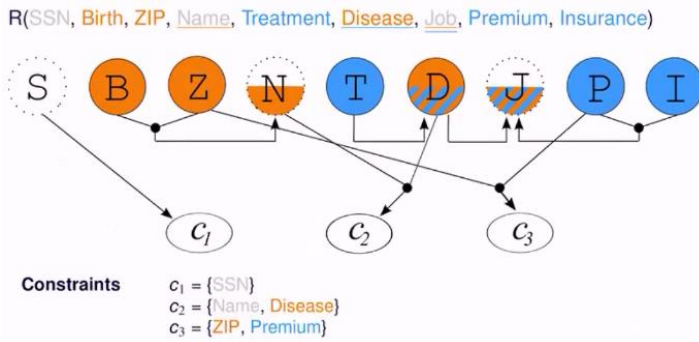 R(SSN, Birth, ZIP, Name, Treatment, Disease, Job, Premium, Insurance)
S B Z N T D J P I
c1 c2 c3
Constraints c1 = {SSN}
c2 = {Name, Disease}
c3 = {ZIP, Premium}